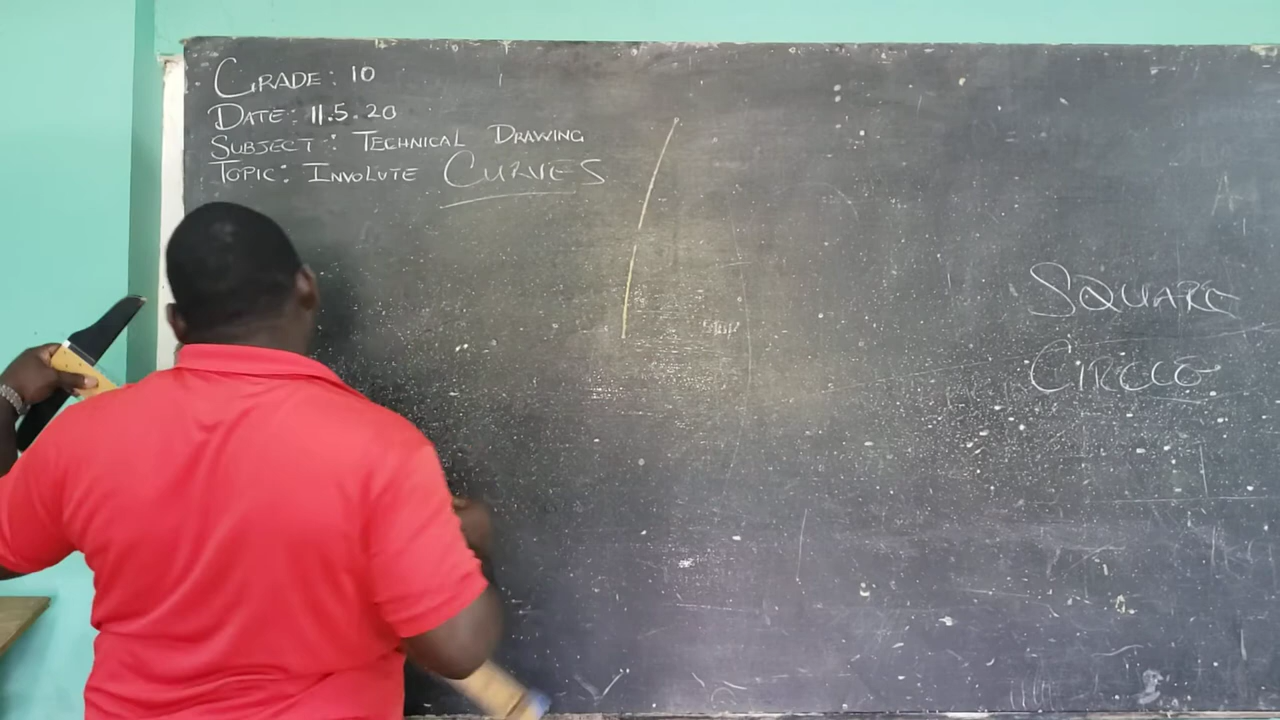 GRADE: 10
DATE: 11.5.20
SUBJECT: TECHNICAL DRAWING
TOPIC: INVOLUTE CURVES
SQUARE
CIRCLE